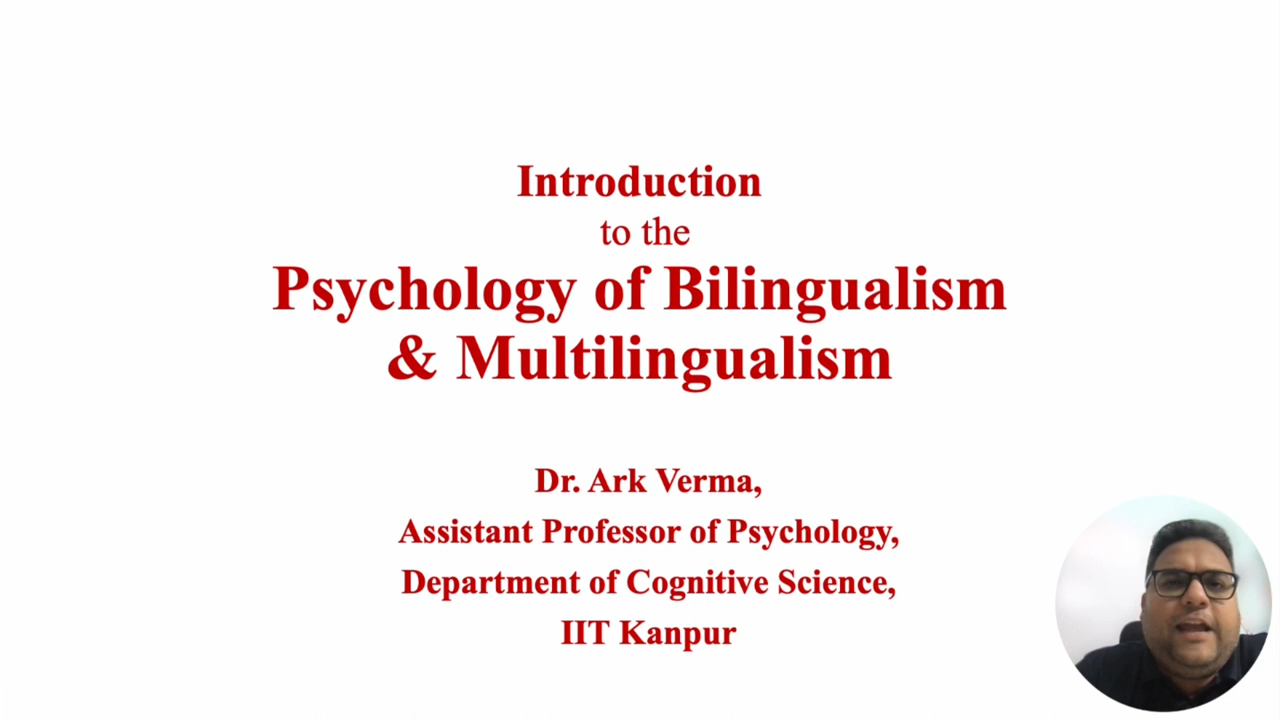 Introduction
to the
Psychology of Bilingualism
& Multilingualism
Dr. Ark Verma,
Assistant Professor of Psychology,
Department of Cognitive Science,
IIT Kanpur